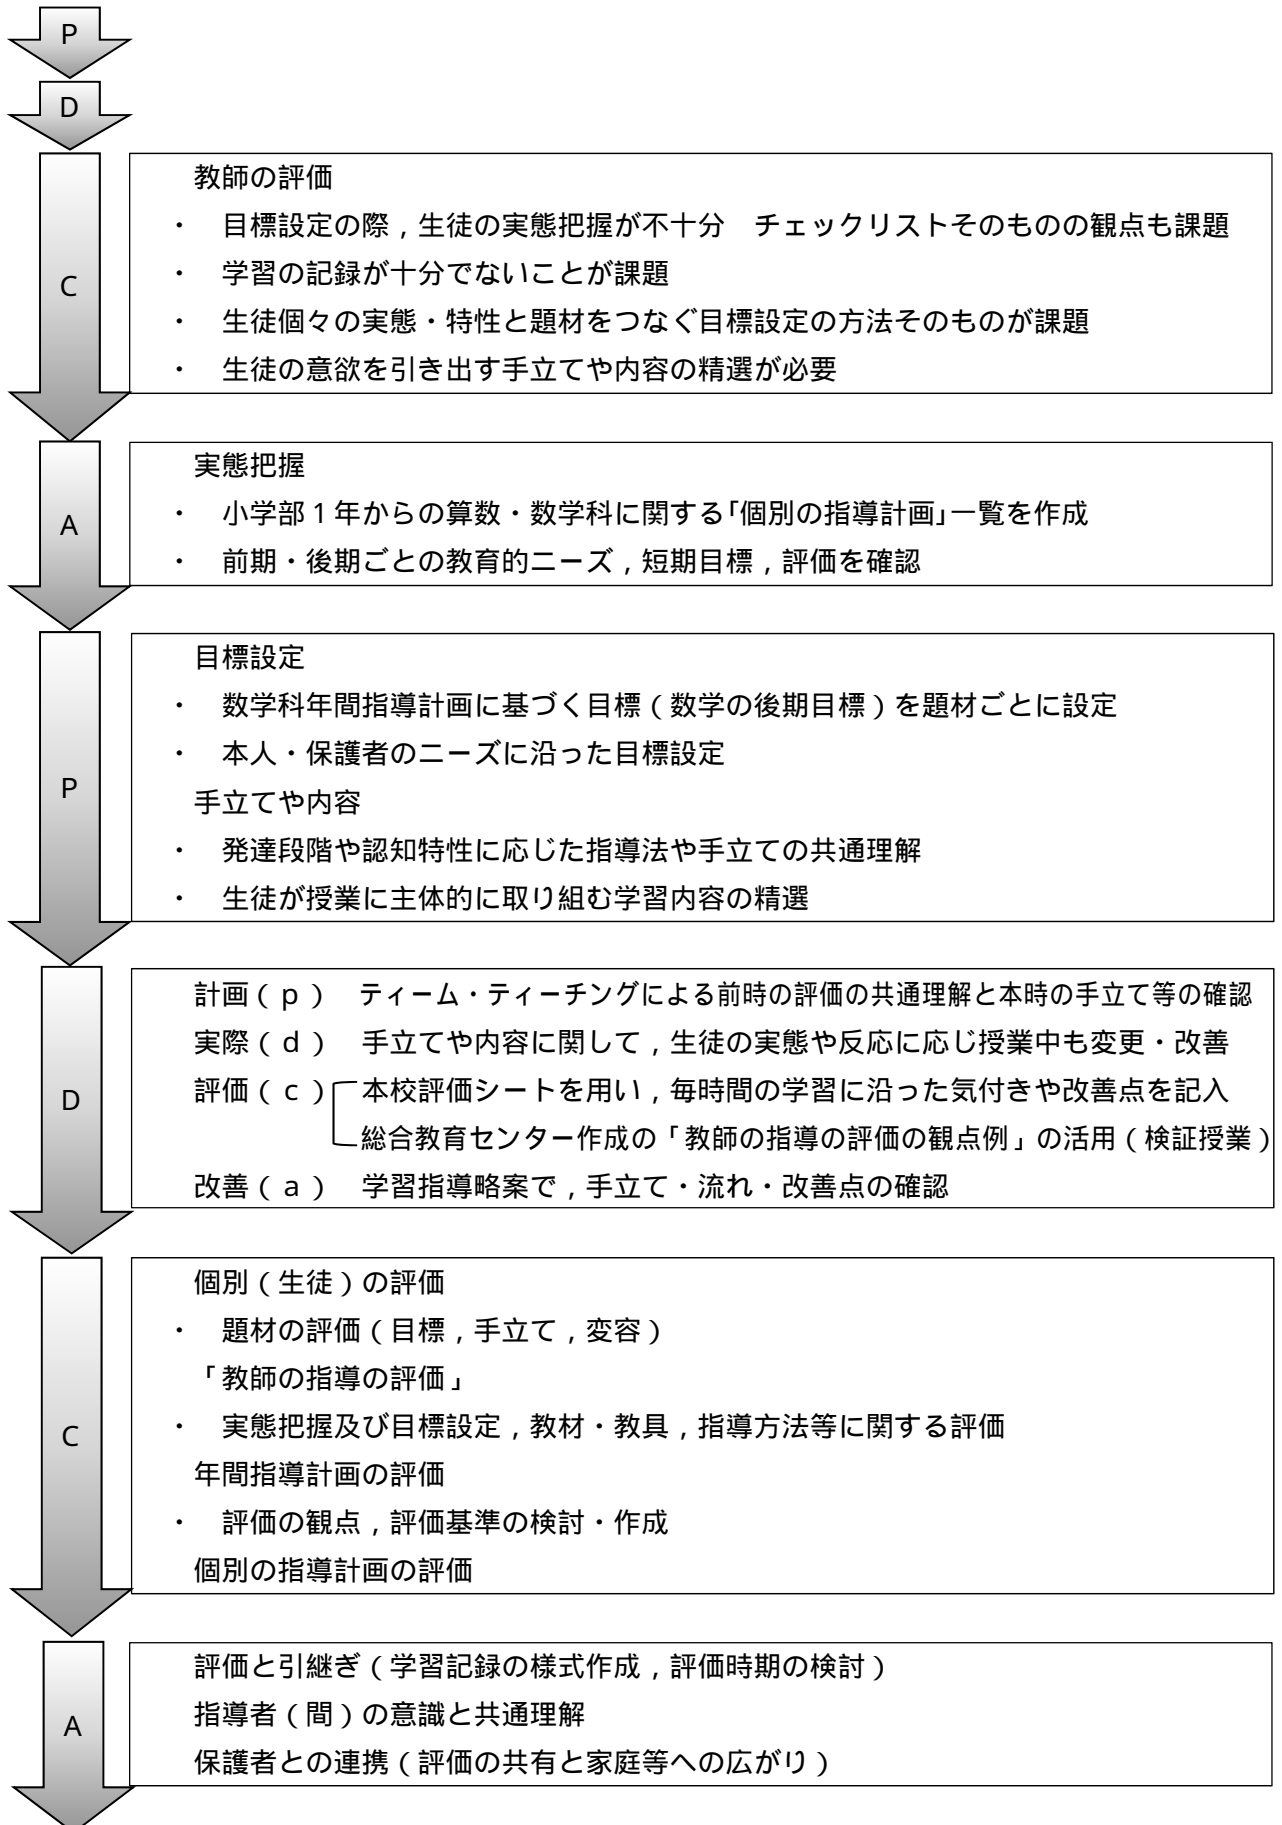 P
D
C
教師の評価
・　目標設定の際，生徒の実態把握が不十分　チェックリストそのものの観点も課題
・　学習の記録が十分でないことが課題
・　生徒個々の実態・特性と題材をつなぐ目標設定の方法そのものが課題
・　生徒の意欲を引き出す手立てや内容の精選が必要
A
実態把握
・　小学部１年からの算数・数学科に関する「個別の指導計画」一覧を作成
・　前期・後期ごとの教育的ニーズ，短期目標，評価を確認
P
目標設定
・　数学科年間指導計画に基づく目標（数学の後期目標）を題材ごとに設定
・　本人・保護者のニーズに沿った目標設定
手立てや内容
・　発達段階や認知特性に応じた指導法や手立ての共通理解
・　生徒が授業に主体的に取り組む学習内容の精選
D
計画（ｐ）　ティーム・ティーチングによる前時の評価の共通理解と本時の手立て等の確認
実際（ｄ）　手立てや内容に関して，生徒の実態や反応に応じ授業中も変更・改善
評価（ｃ）　本校評価シートを用い，毎時間の学習に沿った気付きや改善点を記入
総合教育センター作成の「教師の指導の評価の観点例」の活用（検証授業）
改善（ａ）　学習指導略案で，手立て・流れ・改善点の確認
C
個別（生徒）の評価
・　題材の評価（目標，手立て，変容）
「教師の指導の評価」
・　実態把握及び目標設定，教材・教具，指導方法等に関する評価
年間指導計画の評価
・　評価の観点，評価基準の検討・作成
個別の指導計画の評価
A
評価と引継ぎ（学習記録の様式作成，評価時期の検討）
指導者（間）の意識と共通理解
保護者との連携（評価の共有と家庭等への広がり）